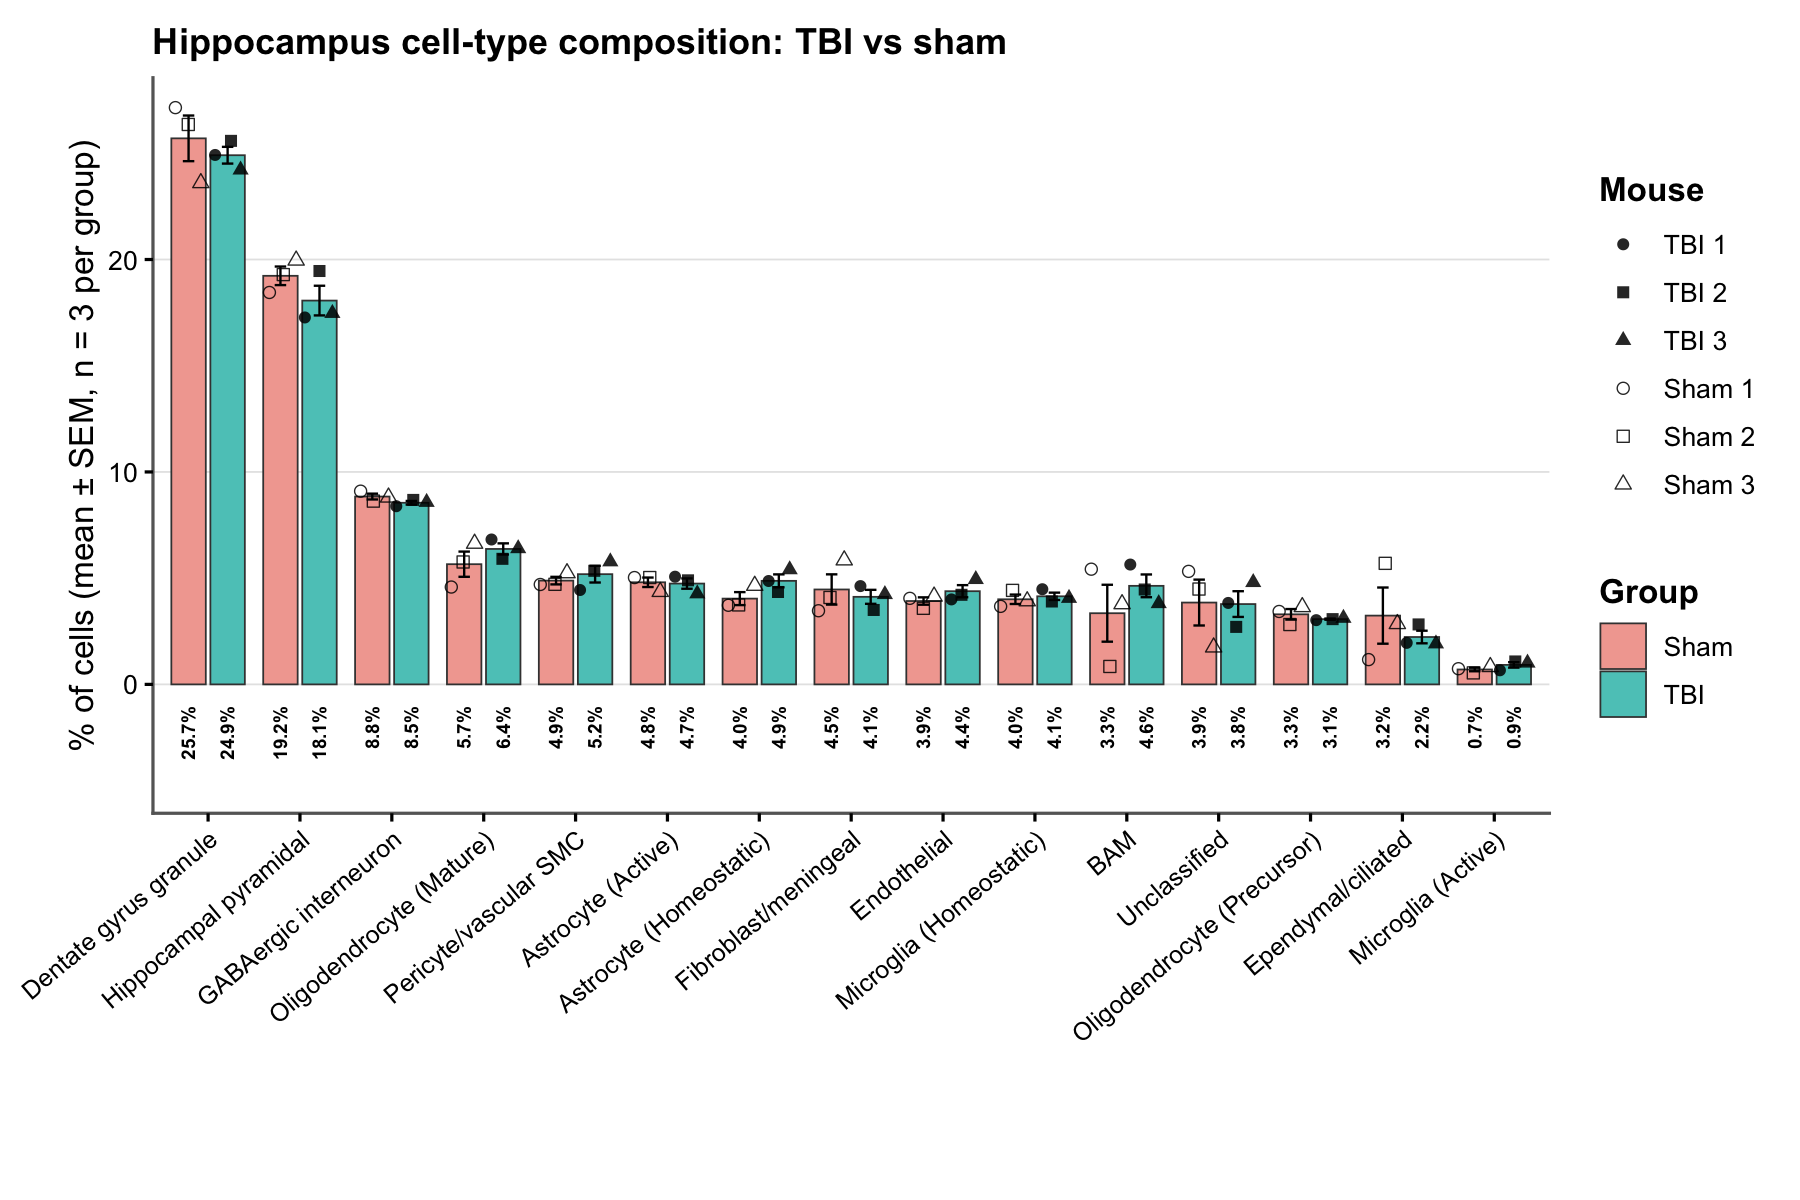 Hippocampus cell-type composition: TBI vs sham
% of cells (mean ± SEM, n = 3 per group)
20
10
0
25.7%
24.9%
19.2%
18.1%
8.8%
8.5%
5.7%
6.4%
4.9%
5.2%
4.8%
4.7%
4.0%
4.9%
4.5%
4.1%
3.9%
4.4%
4.0%
4.1%
3.3%
4.6%
3.9%
3.8%
3.3%
3.1%
3.2%
2.2%
0.7%
0.9%
Dentate gyrus granule
Hippocampal pyramidal
GABAergic interneuron
Oligodendrocyte (Mature)
Pericyte/vascular SMC
Astrocyte (Active)
Astrocyte (Homeostatic)
Fibroblast/meningeal
Endothelial
Microglia (Homeostatic)
BAM
Unclassified
Oligodendrocyte (Precursor)
Ependymal/ciliated
Microglia (Active)
Mouse
TBI 1
TBI 2
TBI 3
Sham 1
Sham 2
Sham 3
Group
Sham
TBI